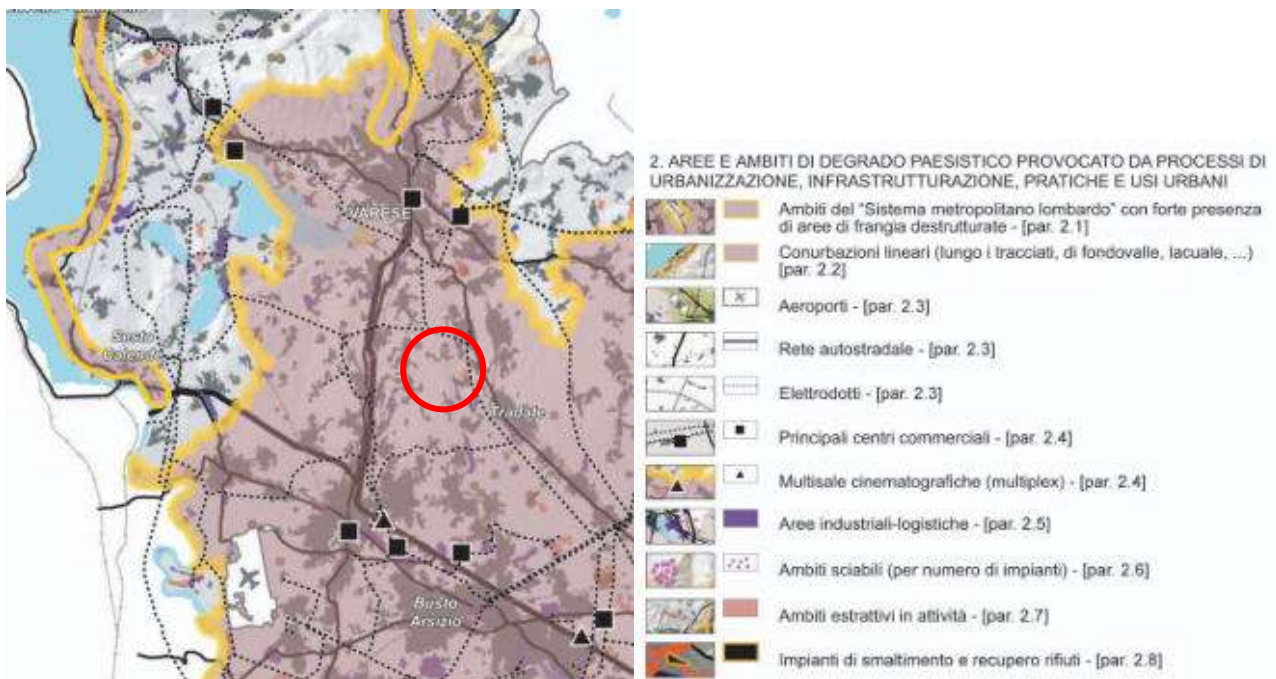 VARESE
Sesto
Calende
Tradate
Busto
Arsizio
2. AREE E AMBITI DI DEGRADO PAESISTICO PROVOCATO DA PROCESSI DI
URBANIZZAZIONE, INFRASTRUTTURAZIONE, PRATICHE E USI URBANI
Ambiti del "Sistema metropolitano lombardo" con forte presenza
di aree di frangia destrutturate - [par. 2.1]
Conurbazioni lineari (lungo i tracciati, di fondovalle, lacuale, ...)
[par. 2.2]
Aeroporti - [par. 2.3]
Rete autostradale - [par. 2.3]
Elettrodotti - [par. 2.3]
Principali centri commerciali - [par. 2.4]
Multisale cinematografiche (multiplex) - [par. 2.4]
Aree industriali-logistiche - [par. 2.5]
Ambiti sciabili (per numero di impianti) - [par. 2.6]
Ambiti estrattivi in attività - [par. 2.7]
Impianti di smaltimento e recupero rifiuti - [par. 2.8]